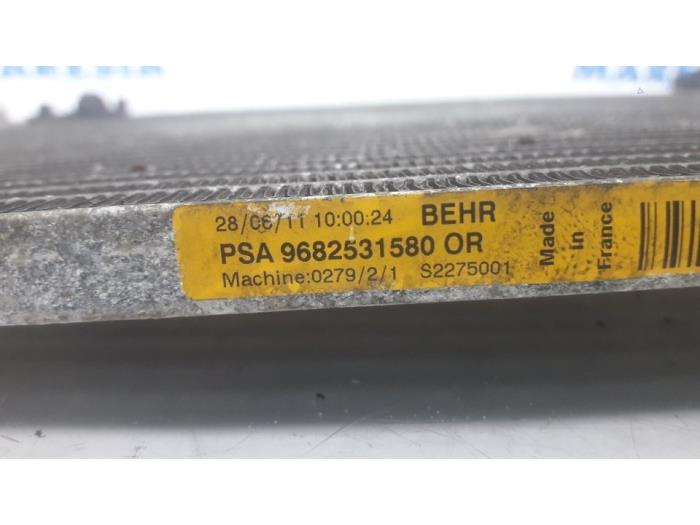 28/06/11 10:00:24 BEHR
PSA 9682531580 OR
Machine:0279/2/1 S2275001
Made
in
France